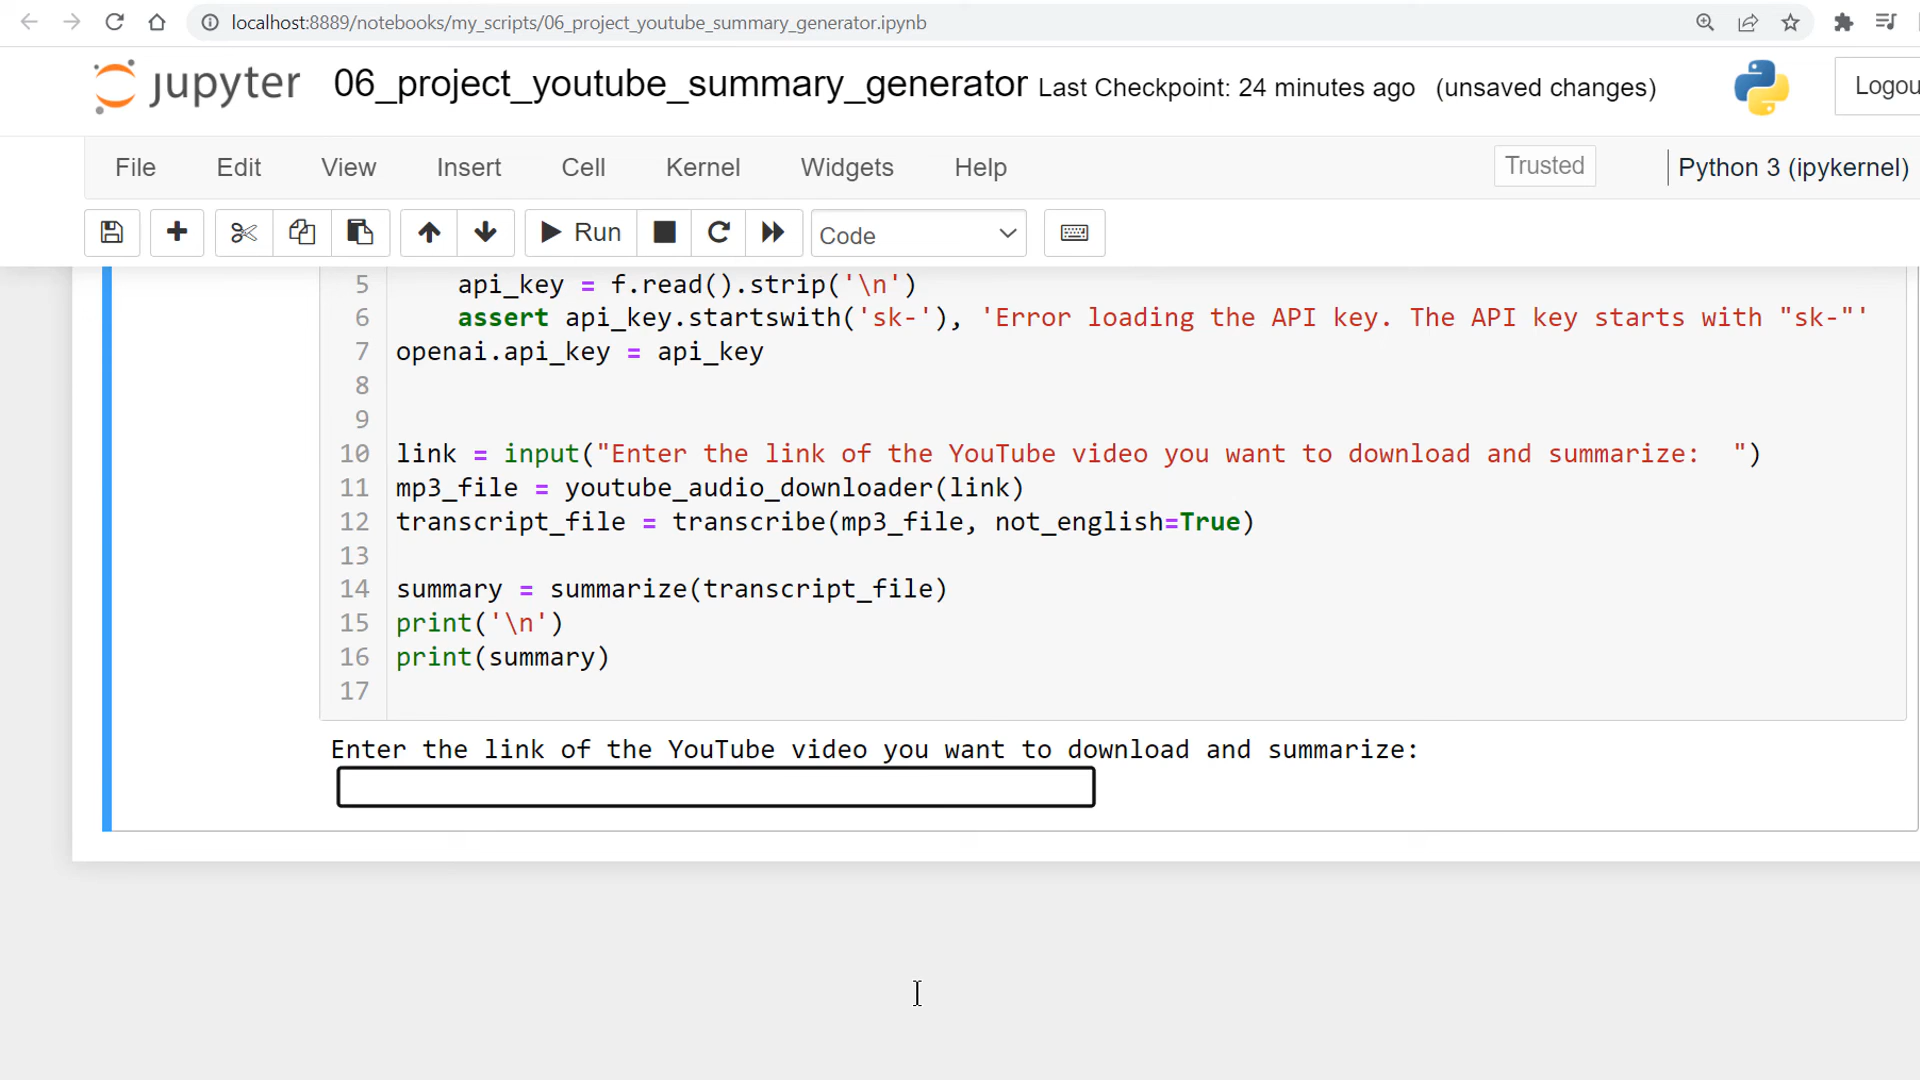 localhost:8889/notebooks/my_scripts/06_project_youtube_summary_generator.ipynb
jupyter 06_project_youtube_summary_generator Last Checkpoint: 24 minutes ago (unsaved changes) Logou
File Edit View Insert Cell Kernel Widgets Help Trusted Python 3 (ipykernel)
Run Code
5 api_key = f.read().strip('\n')
6 assert api_key.startswith('sk-'), 'Error loading the API key. The API key starts with "sk-"'
7 openai.api_key = api_key
8
9
10 link = input("Enter the link of the YouTube video you want to download and summarize:  ")
11 mp3_file = youtube_audio_downloader(link)
12 transcript_file = transcribe(mp3_file, not_english=True)
13
14 summary = summarize(transcript_file)
15 print('\n')
16 print(summary)
17
Enter the link of the YouTube video you want to download and summarize: